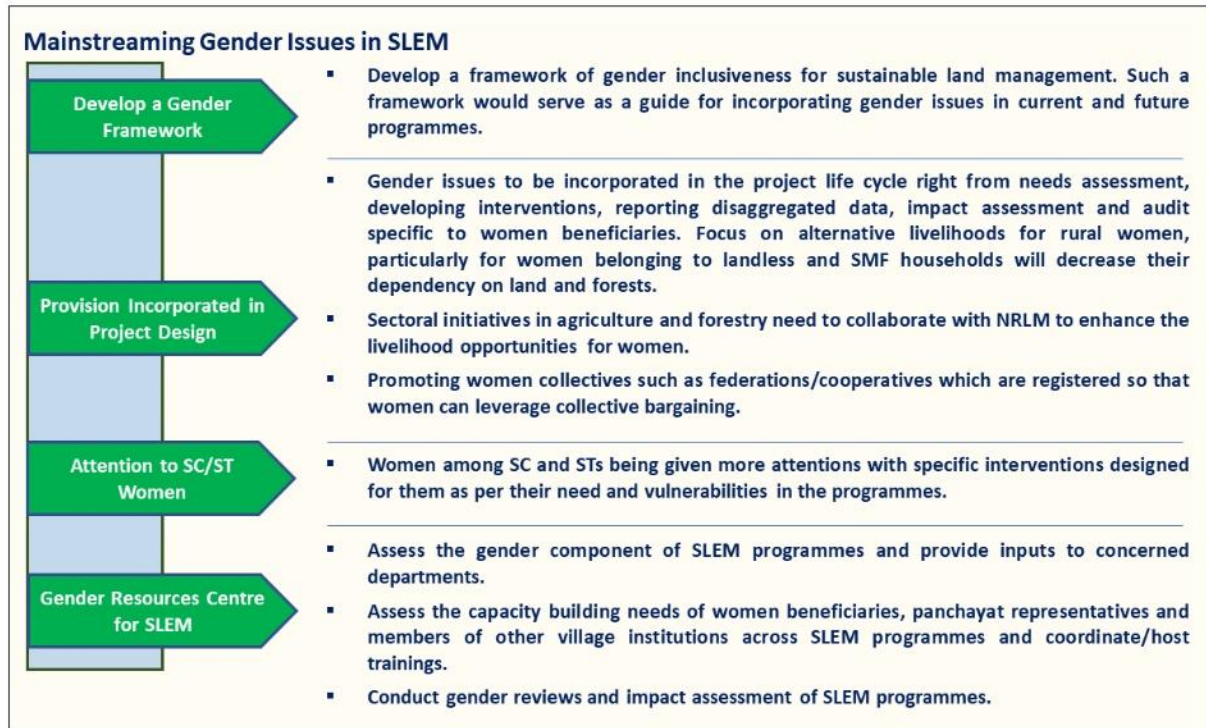 Mainstreaming Gender Issues in SLEM
Develop a Gender
Framework
▪ Develop a framework of gender inclusiveness for sustainable land management. Such a
framework would serve as a guide for incorporating gender issues in current and future
programmes.
Provision Incorporated in
Project Design
▪ Gender issues to be incorporated in the project life cycle right from needs assessment,
developing interventions, reporting disaggregated data, impact assessment and audit
specific to women beneficiaries. Focus on alternative livelihoods for rural women,
particularly for women belonging to landless and SMF households will decrease their
dependency on land and forests.
▪ Sectoral initiatives in agriculture and forestry need to collaborate with NRLM to enhance the
livelihood opportunities for women.
▪ Promoting women collectives such as federations/cooperatives which are registered so that
women can leverage collective bargaining.
Attention to SC/ST
Women
▪ Women among SC and STs being given more attentions with specific interventions designed
for them as per their need and vulnerabilities in the programmes.
Gender Resources Centre
for SLEM
▪ Assess the gender component of SLEM programmes and provide inputs to concerned
departments.
▪ Assess the capacity building needs of women beneficiaries, panchayat representatives and
members of other village institutions across SLEM programmes and coordinate/host
trainings.
▪ Conduct gender reviews and impact assessment of SLEM programmes.